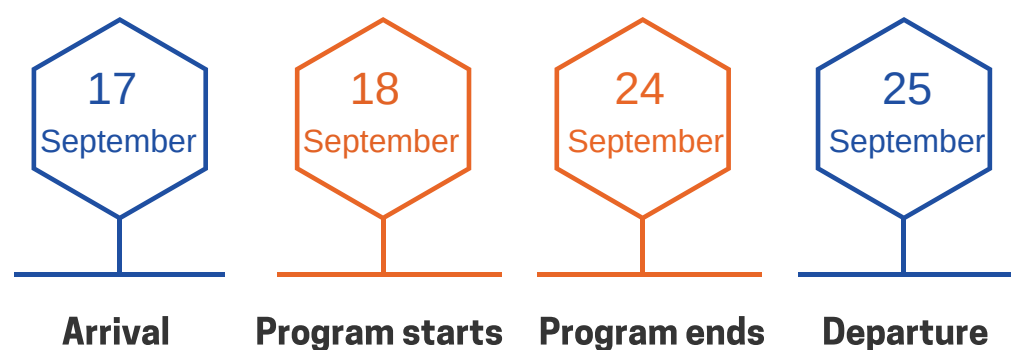 17
September
Arrival
18
September
Program starts
24
September
Program ends
25
September
Departure